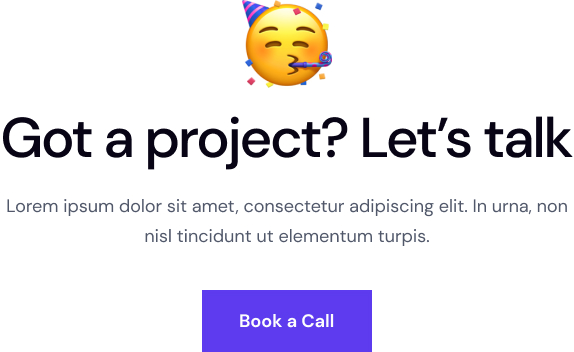 Got a project? Let’s talk
Lorem ipsum dolor sit amet, consectetur adipiscing elit. In urna, non
nisl tincidunt ut elementum turpis.
Book a Call